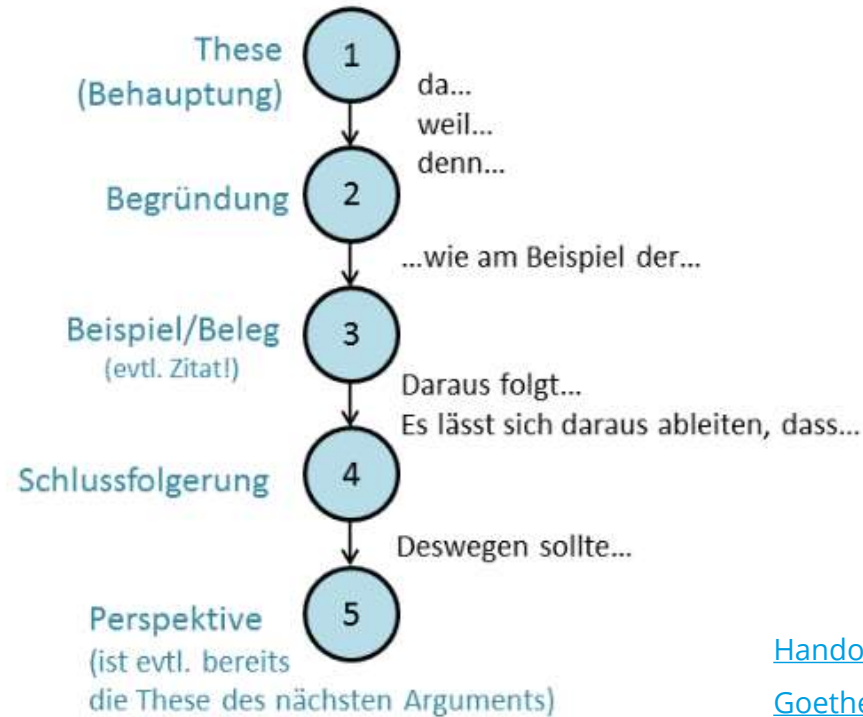 These
(Behauptung)
1
da...
weil...
denn...
Begründung
2
...wie am Beispiel der...
Beispiel/Beleg
(evtl. Zitat!)
3
Daraus folgt...
Es lässt sich daraus ableiten, dass...
Schlussfolgerung
4
Deswegen sollte...
Perspektive
(ist evtl. bereits
die These des nächsten Arguments)
5
Hando
Goethe